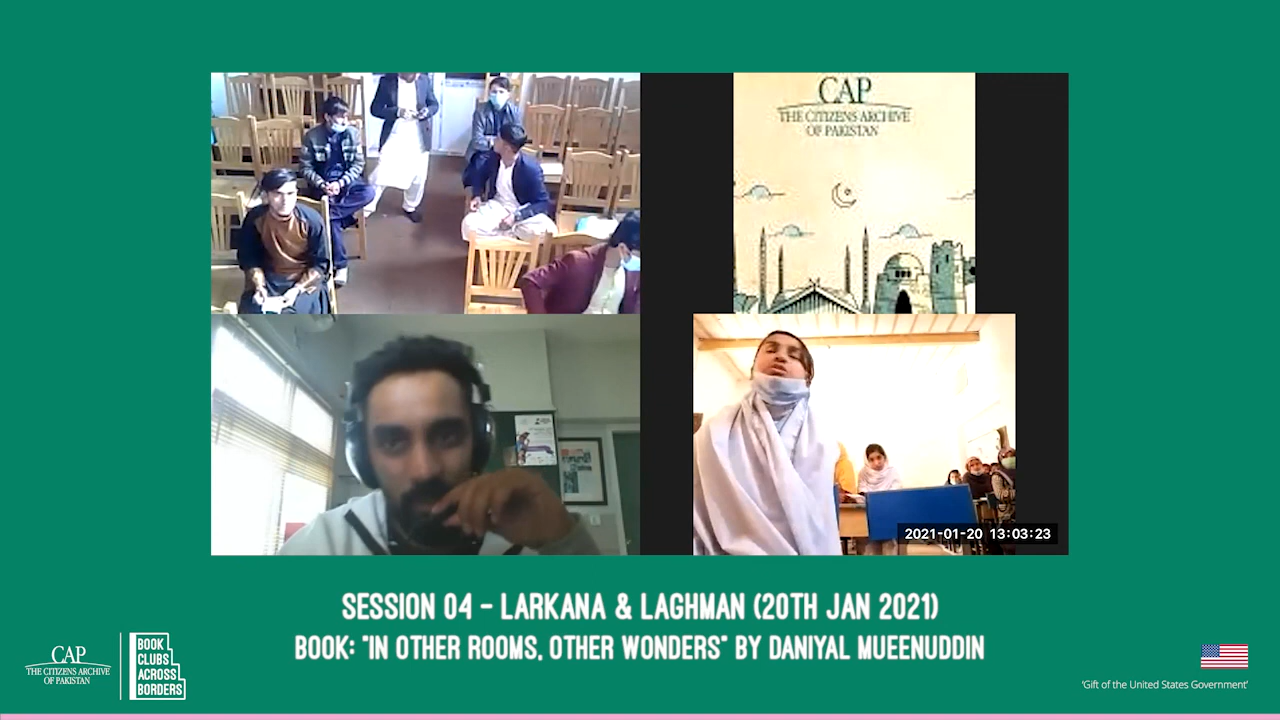 CAP
THE CITIZENS ARCHIVE
OF PAKISTAN
2021-01-20 13:03:23
SESSION 04 - LARKANA & LAGHMAN (20TH JAN 2021)
BOOK: "IN OTHER ROOMS, OTHER WONDERS" BY DANIYAL MUEENUDDIN
CAP
THE CITIZENS ARCHIVE
OF PAKISTAN
BOOK
CLUBS
ACROSS
BORDERS
'Gift of the United States Government'